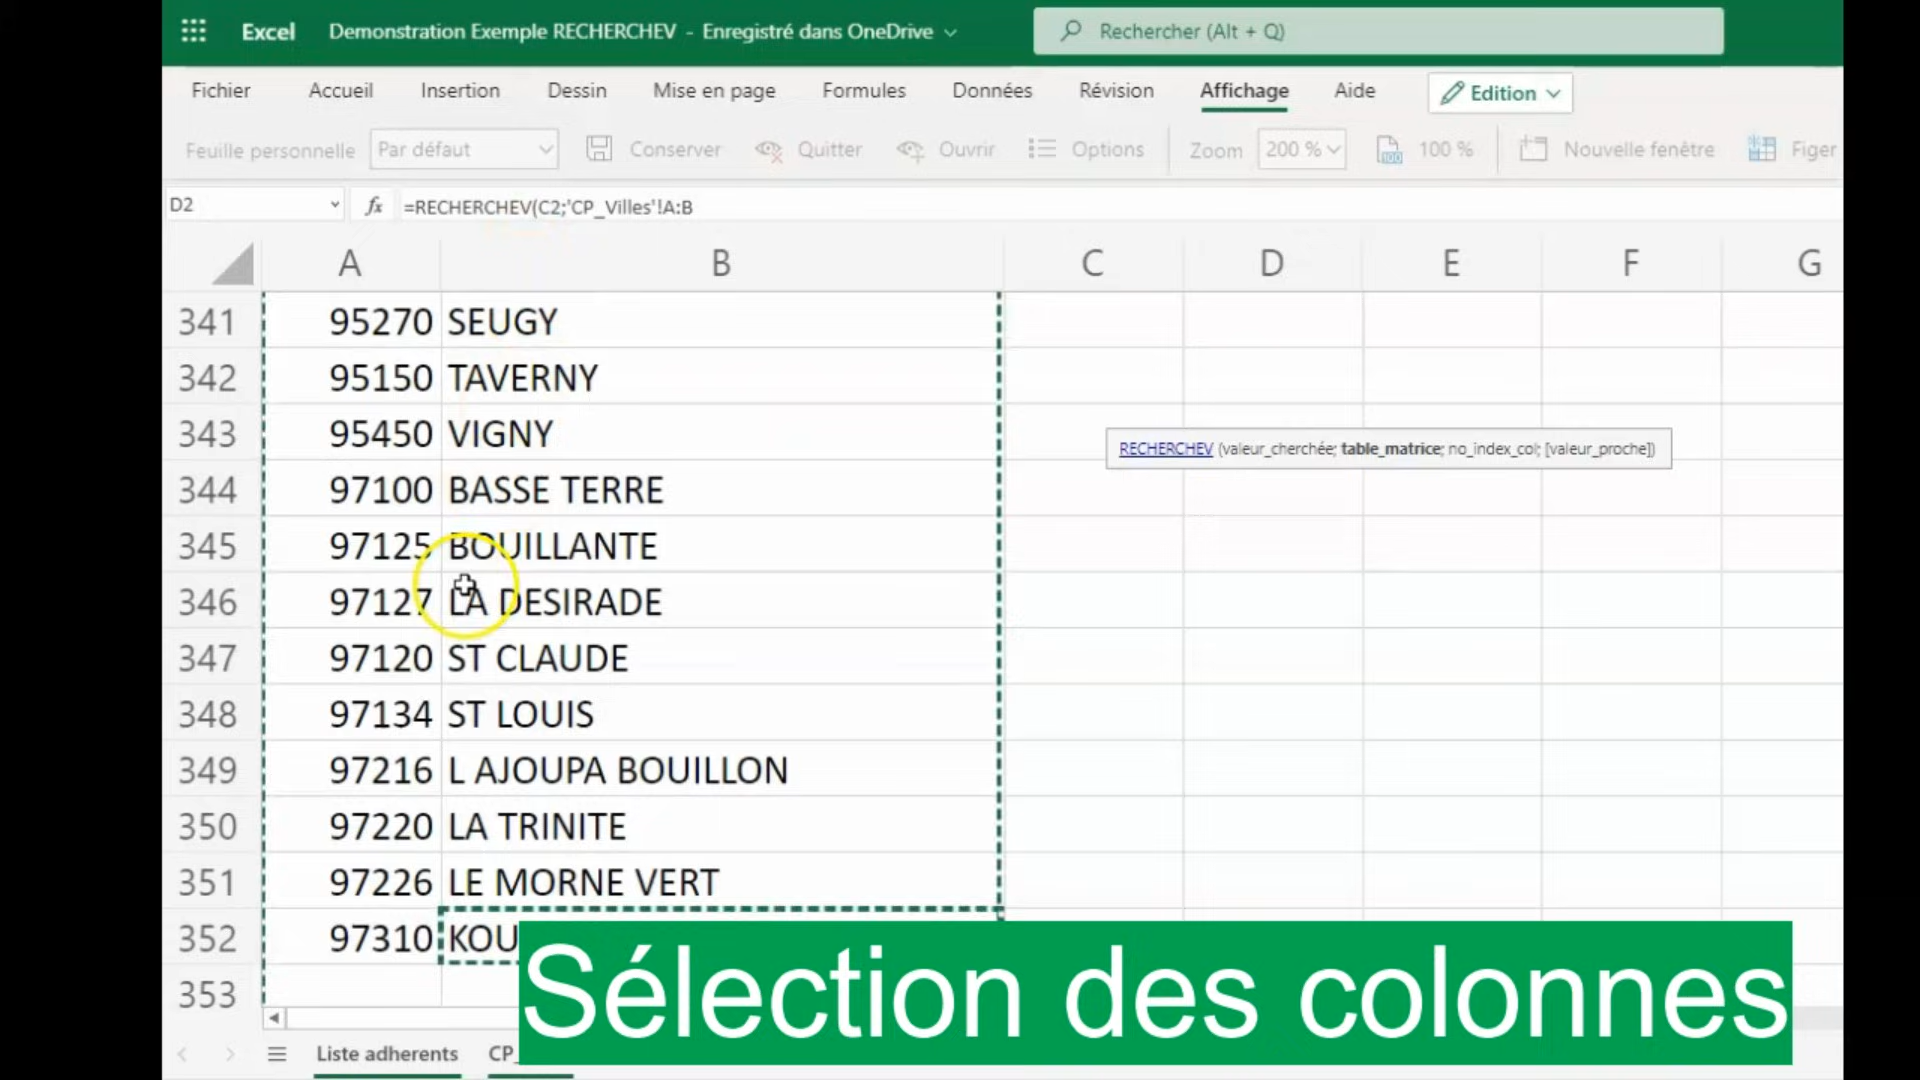 Excel Demonstration Exemple RECHERCHEV - Enregistré dans OneDrive Rechercher (Alt + Q)
Fichier Accueil Insertion Dessin Mise en page Formules Données Révision Affichage Aide Edition
Feuille personnelle Par défaut Conserver Quitter Ouvrir Options Zoom 200 % 100 % Nouvelle fenêtre Figer
D2 fx =RECHERCHEV(C2;'CP_Villes'!A:B
A B C D E F G
341 95270 SEUGY
342 95150 TAVERNY
343 95450 VIGNY
RECHERCHEV (valeur_cherchée; table_matrice; no_index_col; [valeur_proche])
344 97100 BASSE TERRE
345 97125 BOUILLANTE
346 97127 LA DESIRADE
347 97120 ST CLAUDE
348 97134 ST LOUIS
349 97216 L AJOUPA BOUILLON
350 97220 LA TRINITE
351 97226 LE MORNE VERT
352 97310 KOU
353
Sélection des colonnes
Liste adherents CP_